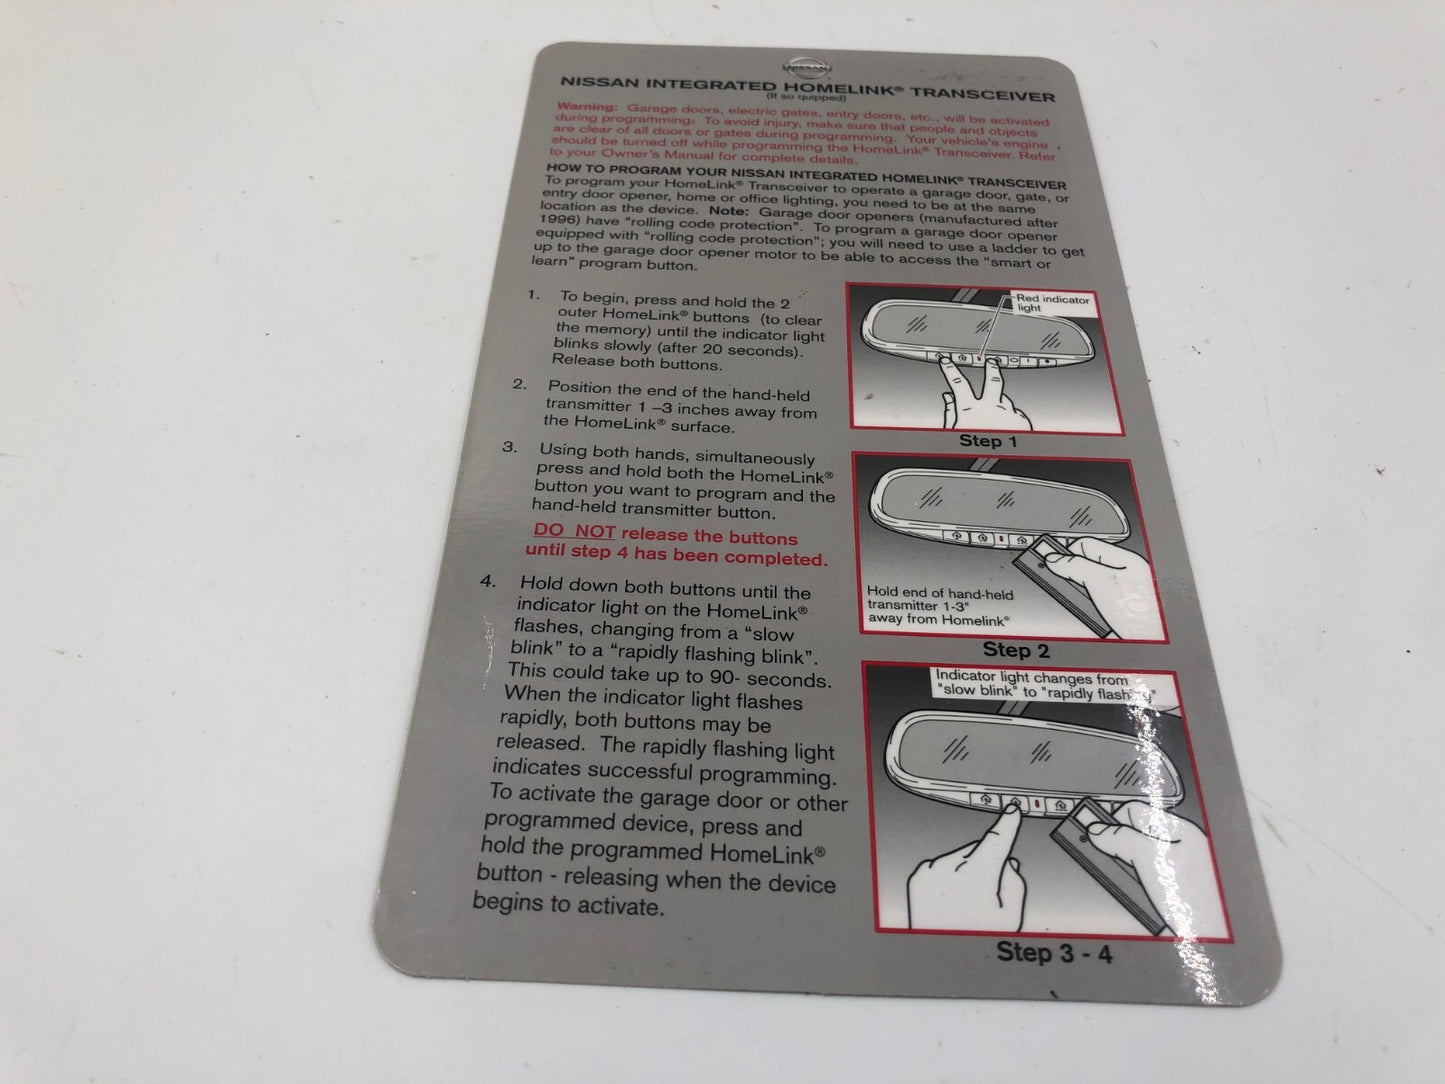 NISSAN
NISSAN INTEGRATED HOMELINK® TRANSCEIVER
(If so quipped)
Warning: Garage doors, electric gates, entry doors, etc., will be activated
during programming. To avoid injury, make sure that people and objects
are clear of all doors or gates during programming. Your vehicle's engine
should be turned off while programming the HomeLink® Transceiver. Refer
to your Owner's Manual for complete details.
HOW TO PROGRAM YOUR NISSAN INTEGRATED HOMELINK® TRANSCEIVER
To program your HomeLink® Transceiver to operate a garage door, gate, or
entry door opener, home or office lighting, you need to be at the same
location as the device. Note: Garage door openers (manufactured after
1996) have “rolling code protection”. To program a garage door opener
equipped with “rolling code protection”; you will need to use a ladder to get
up to the garage door opener motor to be able to access the “smart or
learn” program button.
1. To begin, press and hold the 2
outer HomeLink® buttons (to clear
the memory) until the indicator light
blinks slowly (after 20 seconds).
Release both buttons.
2. Position the end of the hand-held
transmitter 1 –3 inches away from
the HomeLink® surface.
3. Using both hands, simultaneously
press and hold both the HomeLink®
button you want to program and the
hand-held transmitter button.
DO NOT release the buttons
until step 4 has been completed.
4. Hold down both buttons until the
indicator light on the HomeLink®
flashes, changing from a “slow
blink” to a “rapidly flashing blink”.
This could take up to 90- seconds.
When the indicator light flashes
rapidly, both buttons may be
released. The rapidly flashing light
indicates successful programming.
To activate the garage door or other
programmed device, press and
hold the programmed HomeLink®
button - releasing when the device
begins to activate.
Red indicator
light
Step 1
Hold end of hand-held
transmitter 1-3"
away from Homelink®
Step 2
Indicator light changes from
"slow blink" to "rapidly flashing"
Step 3 - 4